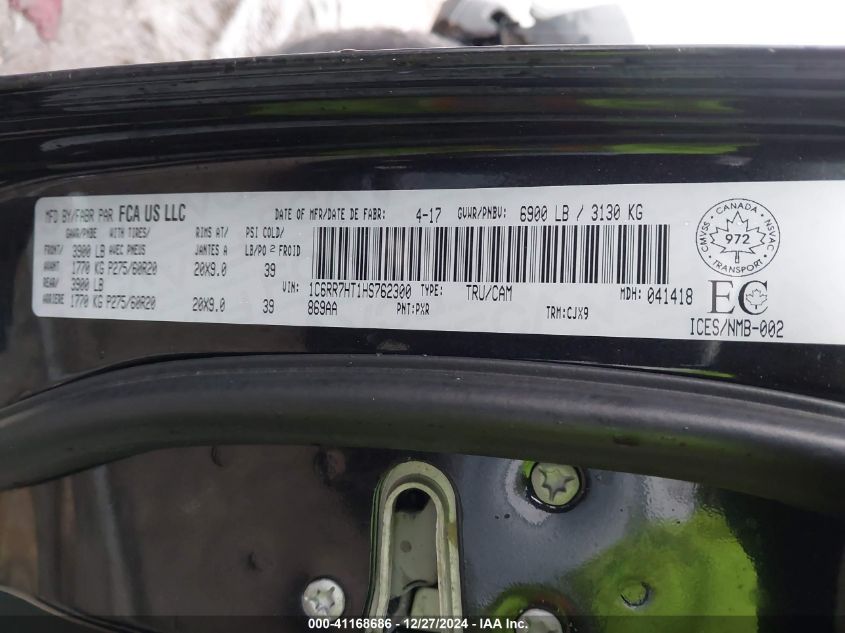 MFD BY/FABR PAR FCA US LLC DATE OF MFR/DATE DE FABR: 4-17 GVWR/PNBV: 6900 LB / 3130 KG
GAWR/PNBE WITH TIRES/ RIMS AT/ PSI COLD/
FRONT/ 3900 LB AVEC PNEUS JANTES A LB/PO 2 FROID
AVANT 1770 KG P275/60R20 20X9.0 39
REAR/ 3900 LB
ARRIERE 1770 KG P275/60R20 20X9.0 39
VIN: 1C6RR7HT1HS762300 TYPE: TRU/CAM MDH: 041418
869AA PNT: PXR TRM: CJX9
CANADA
CMVSS 972 NSVAC
TRANSPORT
EC
ICES/NMB-002
000-41168686 - 12/27/2024 - IAA Inc.